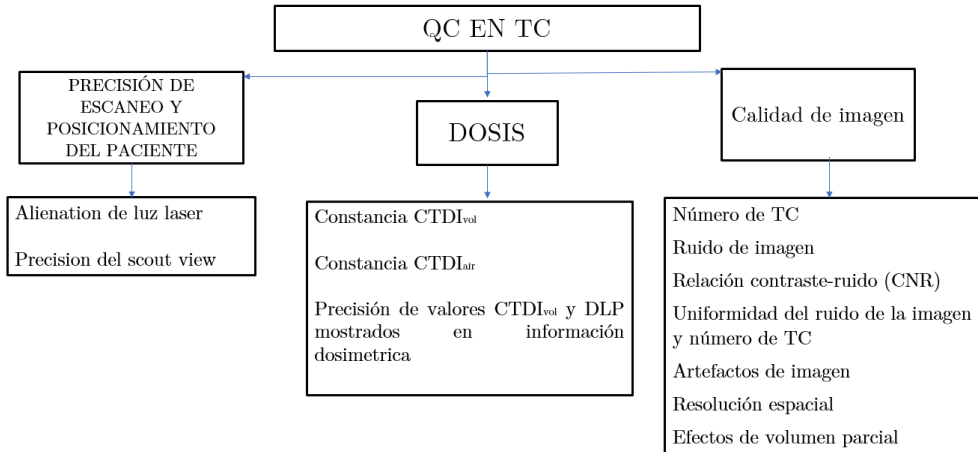 QC EN TC
PRECISIÓN DE
ESCANEO Y
POSICIONAMIENTO
DEL PACIENTE
DOSIS
Calidad de imagen
Alienation de luz laser
Precision del scout view
Constancia CTDIvol
Constancia CTDIair
Precisión de valores CTDIvol y DLP
mostrados en información
dosimetrica
Número de TC
Ruido de imagen
Relación contraste-ruido (CNR)
Uniformidad del ruido de la imagen
y número de TC
Artefactos de imagen
Resolución espacial
Efectos de volumen parcial